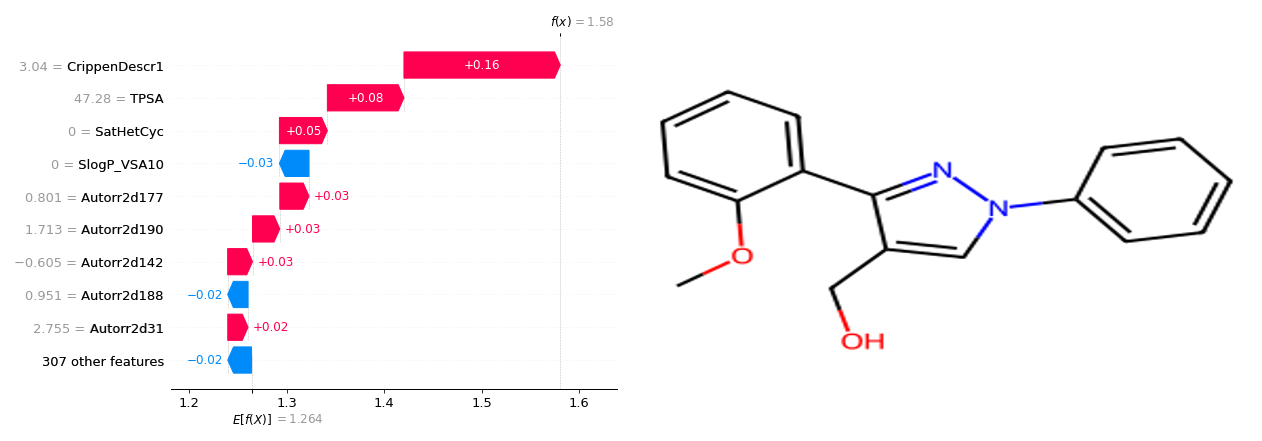 f(x) = 1.58
3.04 = CrippenDescr1 +0.16
47.28 = TPSA +0.08
0 = SatHetCyc +0.05
0 = SlogP_VSA10 −0.03
0.801 = Autorr2d177 +0.03
1.713 = Autorr2d190 +0.03
−0.605 = Autorr2d142 +0.03
0.951 = Autorr2d188 −0.02
2.755 = Autorr2d31 +0.02
307 other features −0.02
1.2 1.3 1.4 1.5 1.6
E[f(X)] = 1.264
N
N
O
OH